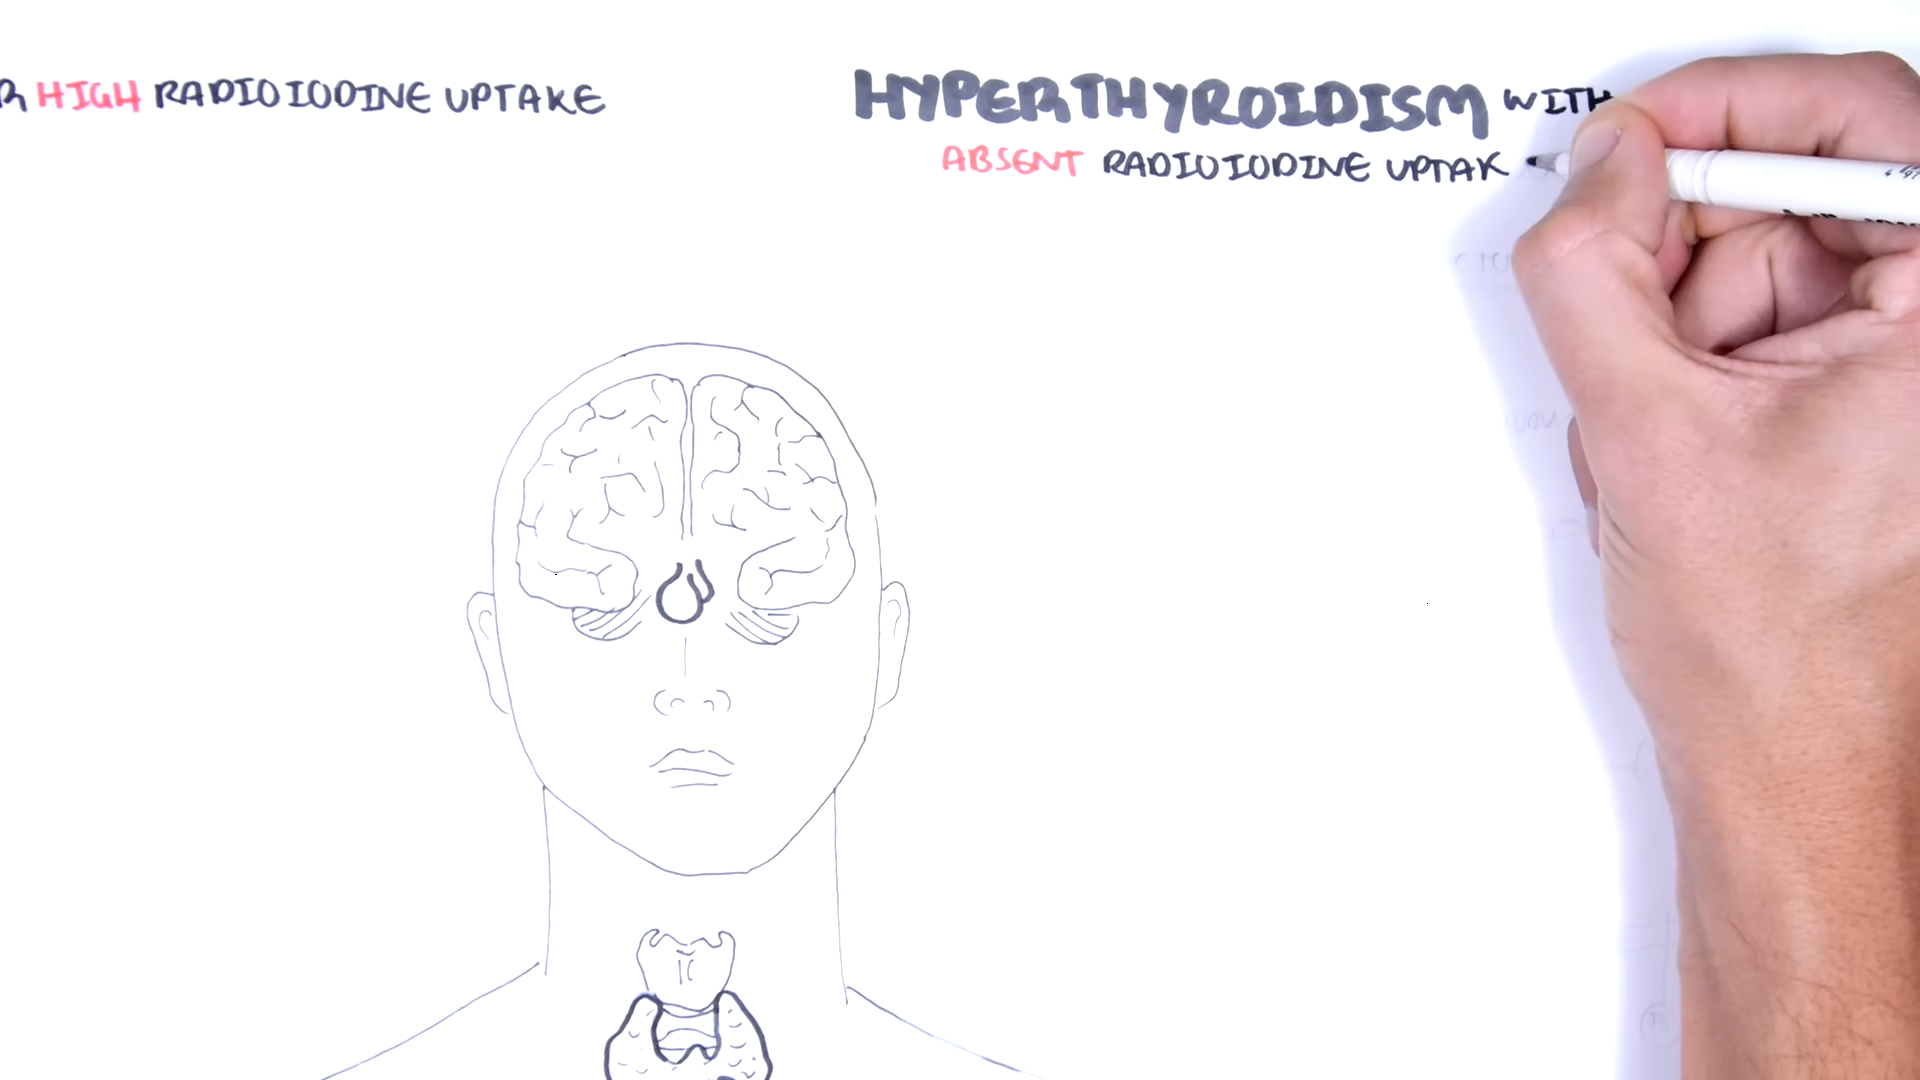 HIGH RADIOIODINE UPTAKE
HYPERTHYROIDISM WITH
ABSENT RADIOIODINE UPTAK